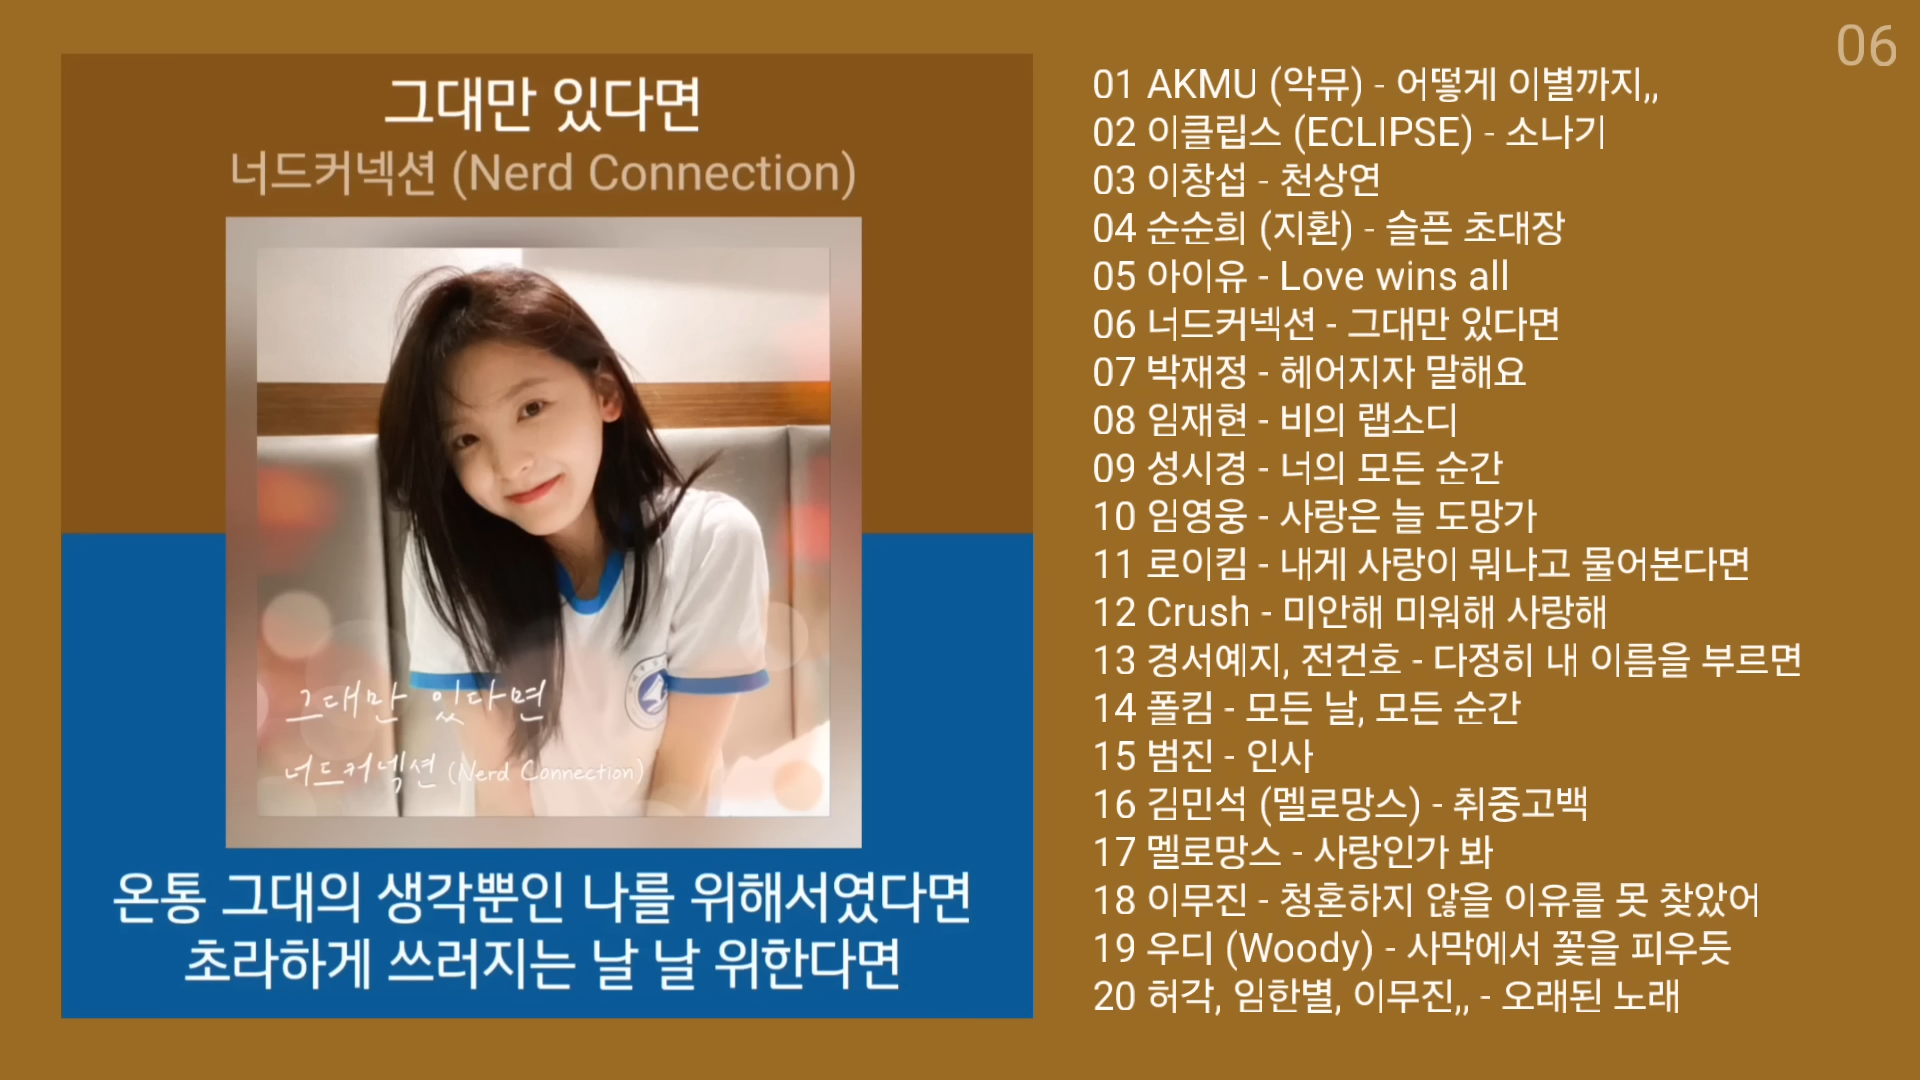 06
그대만 있다면
너드커넥션 (Nerd Connection)
그대만 있다면
너드커넥션 (Nerd Connection)
온통 그대의 생각뿐인 나를 위해서였다면
초라하게 쓰러지는 날 날 위한다면
01 AKMU (악뮤) - 어떻게 이별까지,,
02 이클립스 (ECLIPSE) - 소나기
03 이창섭 - 천상연
04 순순희 (지환) - 슬픈 초대장
05 아이유 - Love wins all
06 너드커넥션 - 그대만 있다면
07 박재정 - 헤어지자 말해요
08 임재현 - 비의 랩소디
09 성시경 - 너의 모든 순간
10 임영웅 - 사랑은 늘 도망가
11 로이킴 - 내게 사랑이 뭐냐고 물어본다면
12 Crush - 미안해 미워해 사랑해
13 경서예지, 전건호 - 다정히 내 이름을 부르면
14 폴킴 - 모든 날, 모든 순간
15 범진 - 인사
16 김민석 (멜로망스) - 취중고백
17 멜로망스 - 사랑인가 봐
18 이무진 - 청혼하지 않을 이유를 못 찾았어
19 우디 (Woody) - 사막에서 꽃을 피우듯
20 허각, 임한별, 이무진,, - 오래된 노래